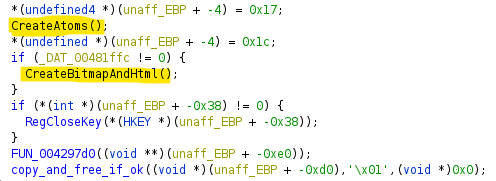 *(undefined4 *)(unaff_EBP + -4) = 0x17;
CreateAtoms();
*(undefined *)(unaff_EBP + -4) = 0x1c;
if (_DAT_00481ffc != 0) {
CreateBitmapAndHtml();
}
if (*(int *)(unaff_EBP + -0x38) != 0) {
RegCloseKey(*(HKEY *)(unaff_EBP + -0x38));
}
FUN_004297d0((void **)(unaff_EBP + -0xe0));
copy_and_free_if_ok((void *)(unaff_EBP + -0xd0),'\x01',(void *)0x0);